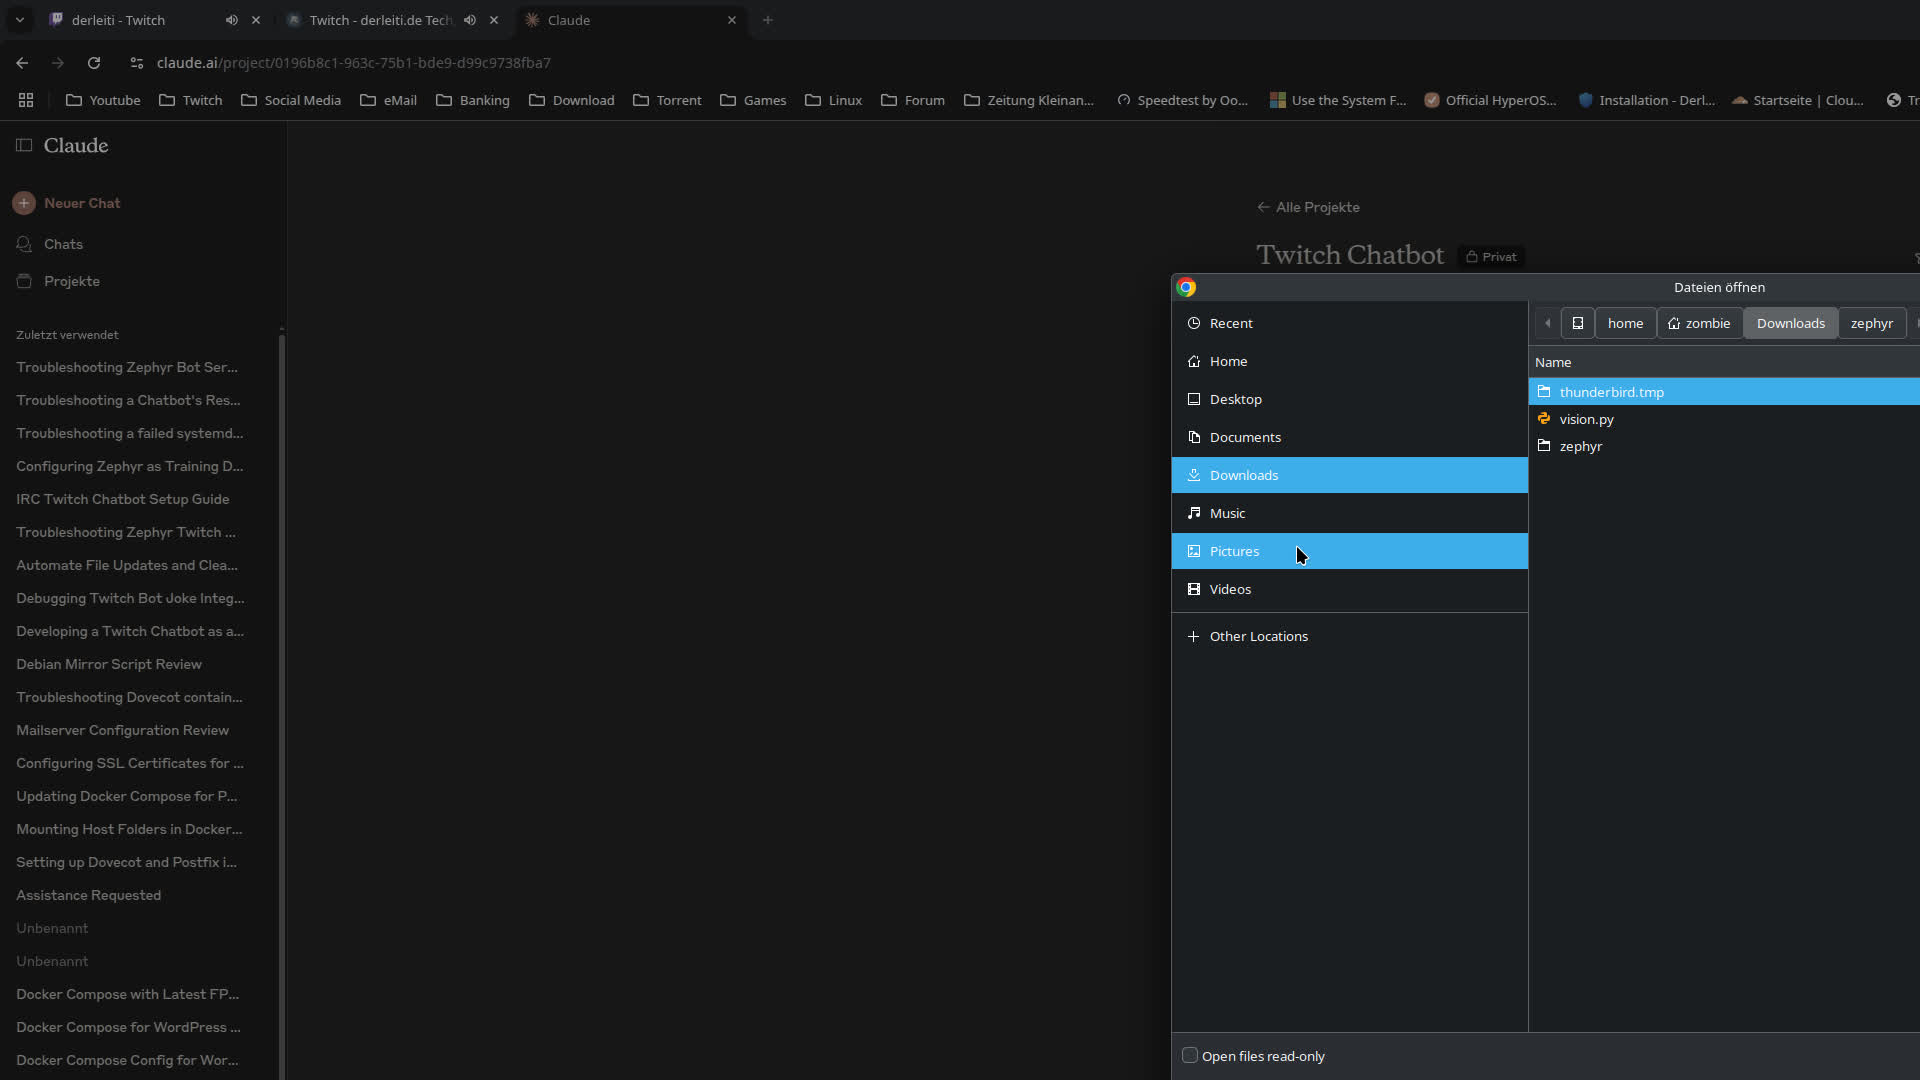 derleiti - Twitch
Twitch - derleiti.de Tech
Claude
claude.ai/project/0196b8c1-963c-75b1-bde9-d99c9738fba7
Youtube
Twitch
Social Media
eMail
Banking
Download
Torrent
Games
Linux
Forum
Zeitung Kleinan...
Speedtest by Oo...
Use the System F...
Official HyperOS...
Installation - Derl...
Startseite | Clou...
Tr
Claude
Neuer Chat
Chats
Projekte
Zuletzt verwendet
Troubleshooting Zephyr Bot Ser...
Troubleshooting a Chatbot's Res...
Troubleshooting a failed systemd...
Configuring Zephyr as Training D...
IRC Twitch Chatbot Setup Guide
Troubleshooting Zephyr Twitch ...
Automate File Updates and Clea...
Debugging Twitch Bot Joke Integ...
Developing a Twitch Chatbot as a...
Debian Mirror Script Review
Troubleshooting Dovecot contain...
Mailserver Configuration Review
Configuring SSL Certificates for ...
Updating Docker Compose for P...
Mounting Host Folders in Docker...
Setting up Dovecot and Postfix i...
Assistance Requested
Unbenannt
Unbenannt
Docker Compose with Latest FP...
Docker Compose for WordPress ...
Docker Compose Config for Wor...
Alle Projekte
Twitch Chatbot
Privat
Dateien öffnen
Recent
Home
Desktop
Documents
Downloads
Music
Pictures
Videos
Other Locations
home
zombie
Downloads
zephyr
Name
thunderbird.tmp
vision.py
zephyr
Open files read-only